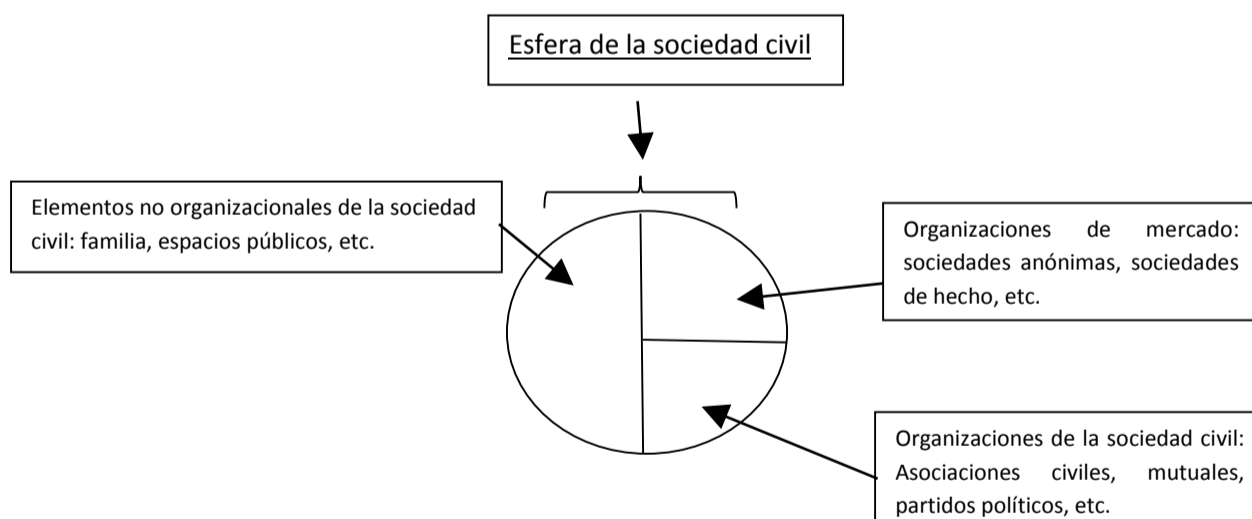 Esfera de la sociedad civil
Elementos no organizacionales de la sociedad
civil: familia, espacios públicos, etc.
Organizaciones de mercado:
sociedades anónimas, sociedades
de hecho, etc.
Organizaciones de la sociedad civil:
Asociaciones civiles, mutuales,
partidos políticos, etc.